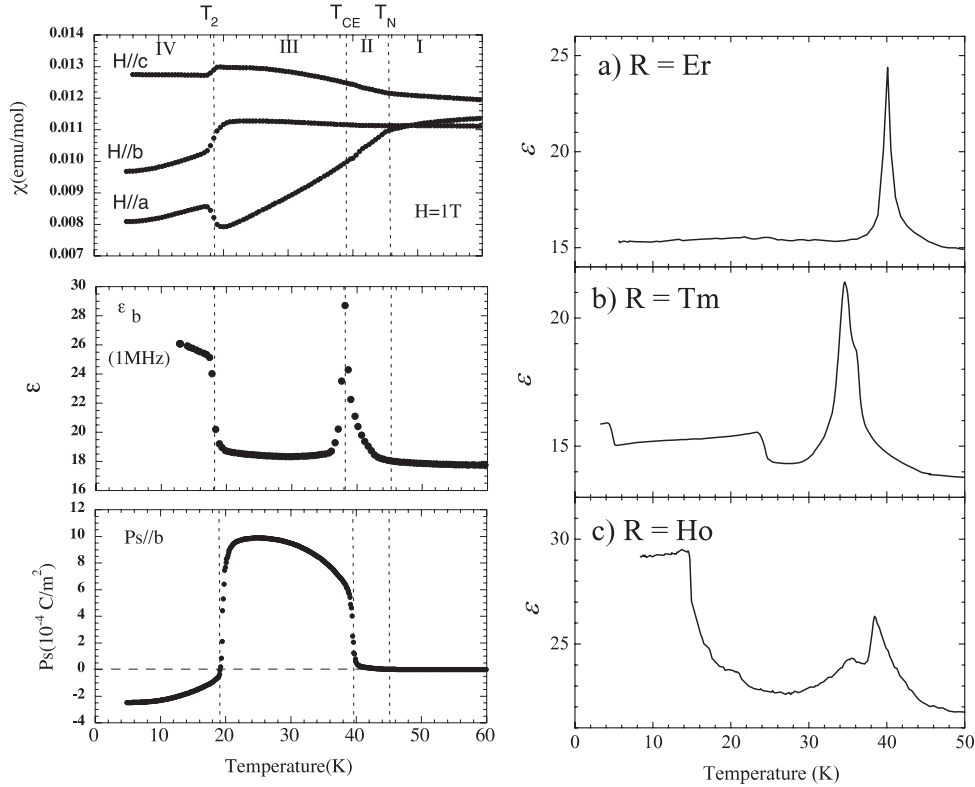 T2 TCE TN
IV III II I
0.014
0.013
0.012
0.011
0.010
0.009
0.008
0.007
χ(emu/mol)
H//c
H//b
H//a
H=1T
30
28
26
24
22
20
18
16
ε
εb
(1MHz)
12
10
8
6
4
2
0
-2
-4
Ps(10⁻⁴ C/m²)
Ps//b
0 10 20 30 40 50 60
Temperature(K)
a) R = Er
25
20
15
ε
b) R = Tm
20
15
ε
c) R = Ho
30
25
ε
0 10 20 30 40 50
Temperature (K)